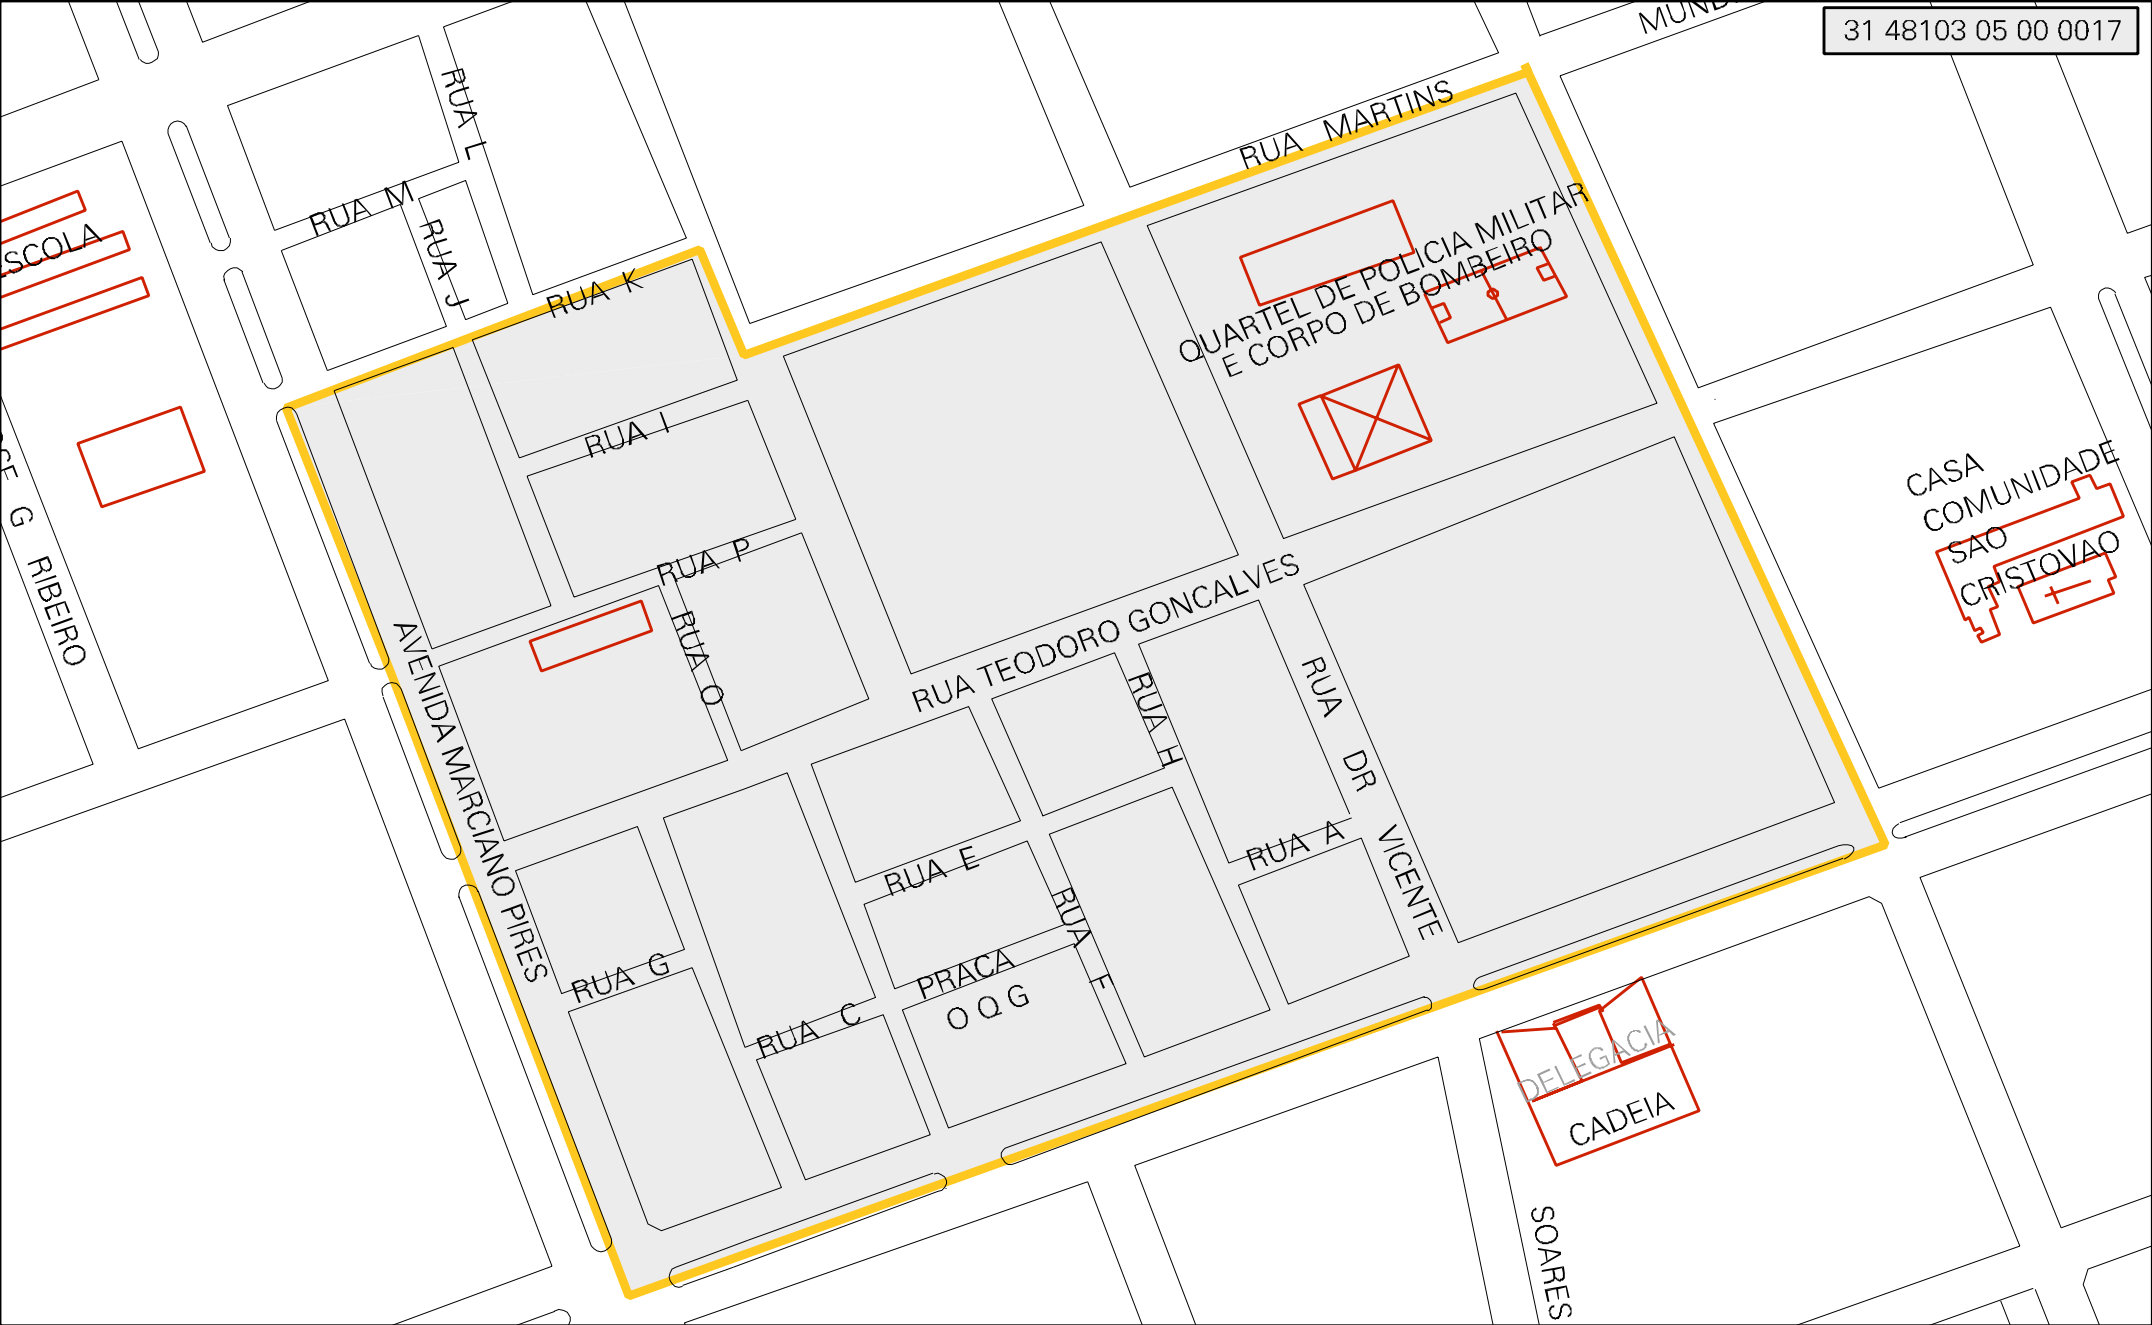 31 48103 05 00 0017
RUA L
RUA MARTINS
RUA M
RUA J
QUARTEL DE POLICIA MILITAR
E CORPO DE BOMBEIRO
RUA K
RUA I
CASA
COMUNIDADE
SAO
CRISTOVAO
G RIBEIRO
RUA P
RUA O
RUA TEODORO GONCALVES
AVENIDA MARCIANO PIRES
RUA H
RUA DR VICENTE
RUA A
RUA E
RUA F
RUA G
PRACA
O Q G
RUA C
DELEGACIA
CADEIA
SOARES